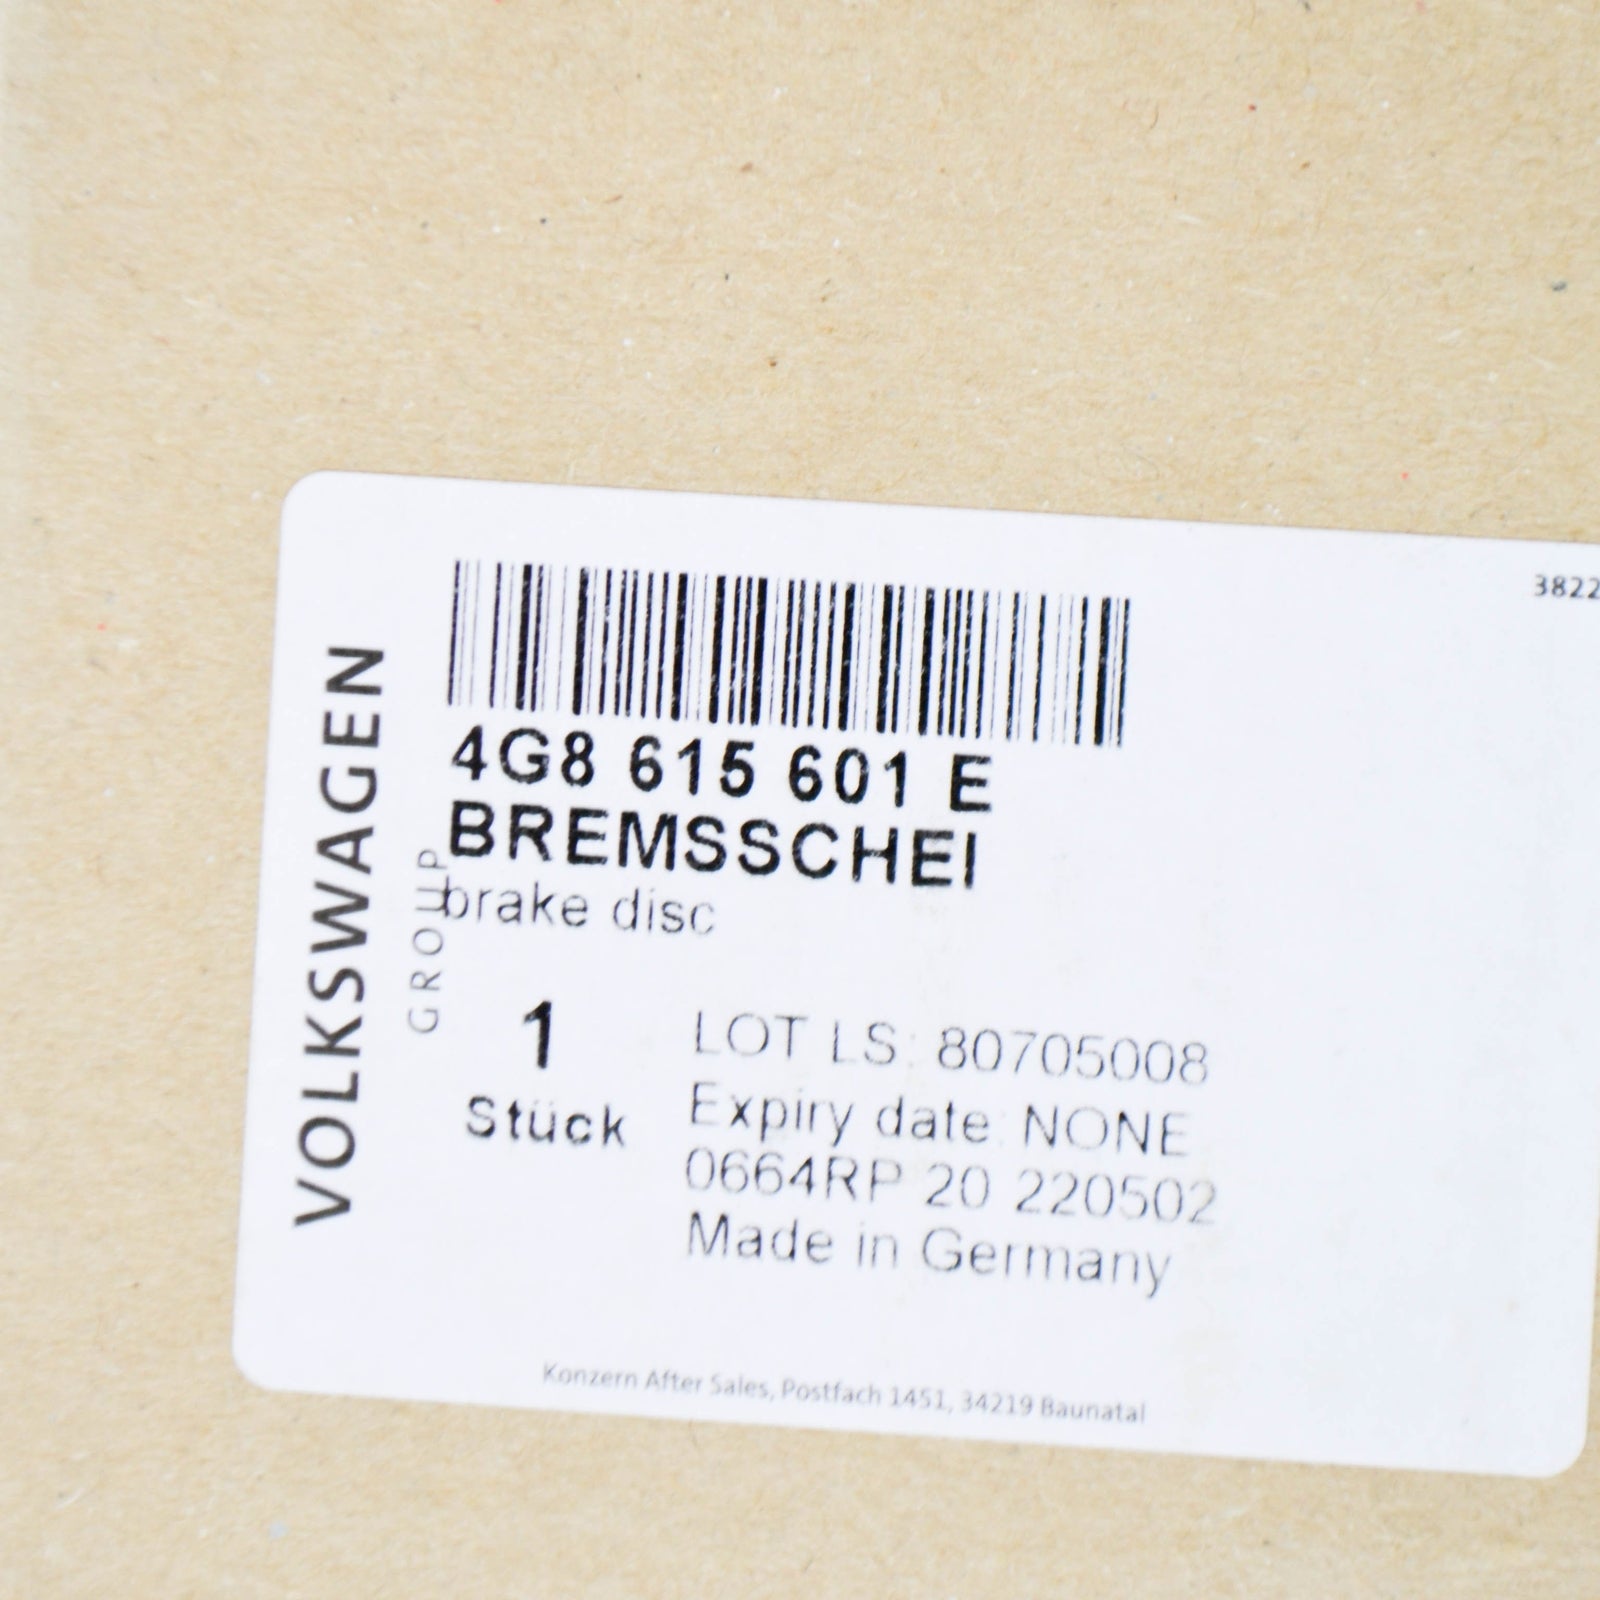 3822
VOLKSWAGEN
GROUP
4G8 615 601 E
BREMSSCHEI
brake disc
1
Stück
LOT LS: 80705008
Expiry date: NONE
0664RP 20 220502
Made in Germany
Konzern After Sales, Postfach 1451, 34219 Baunatal